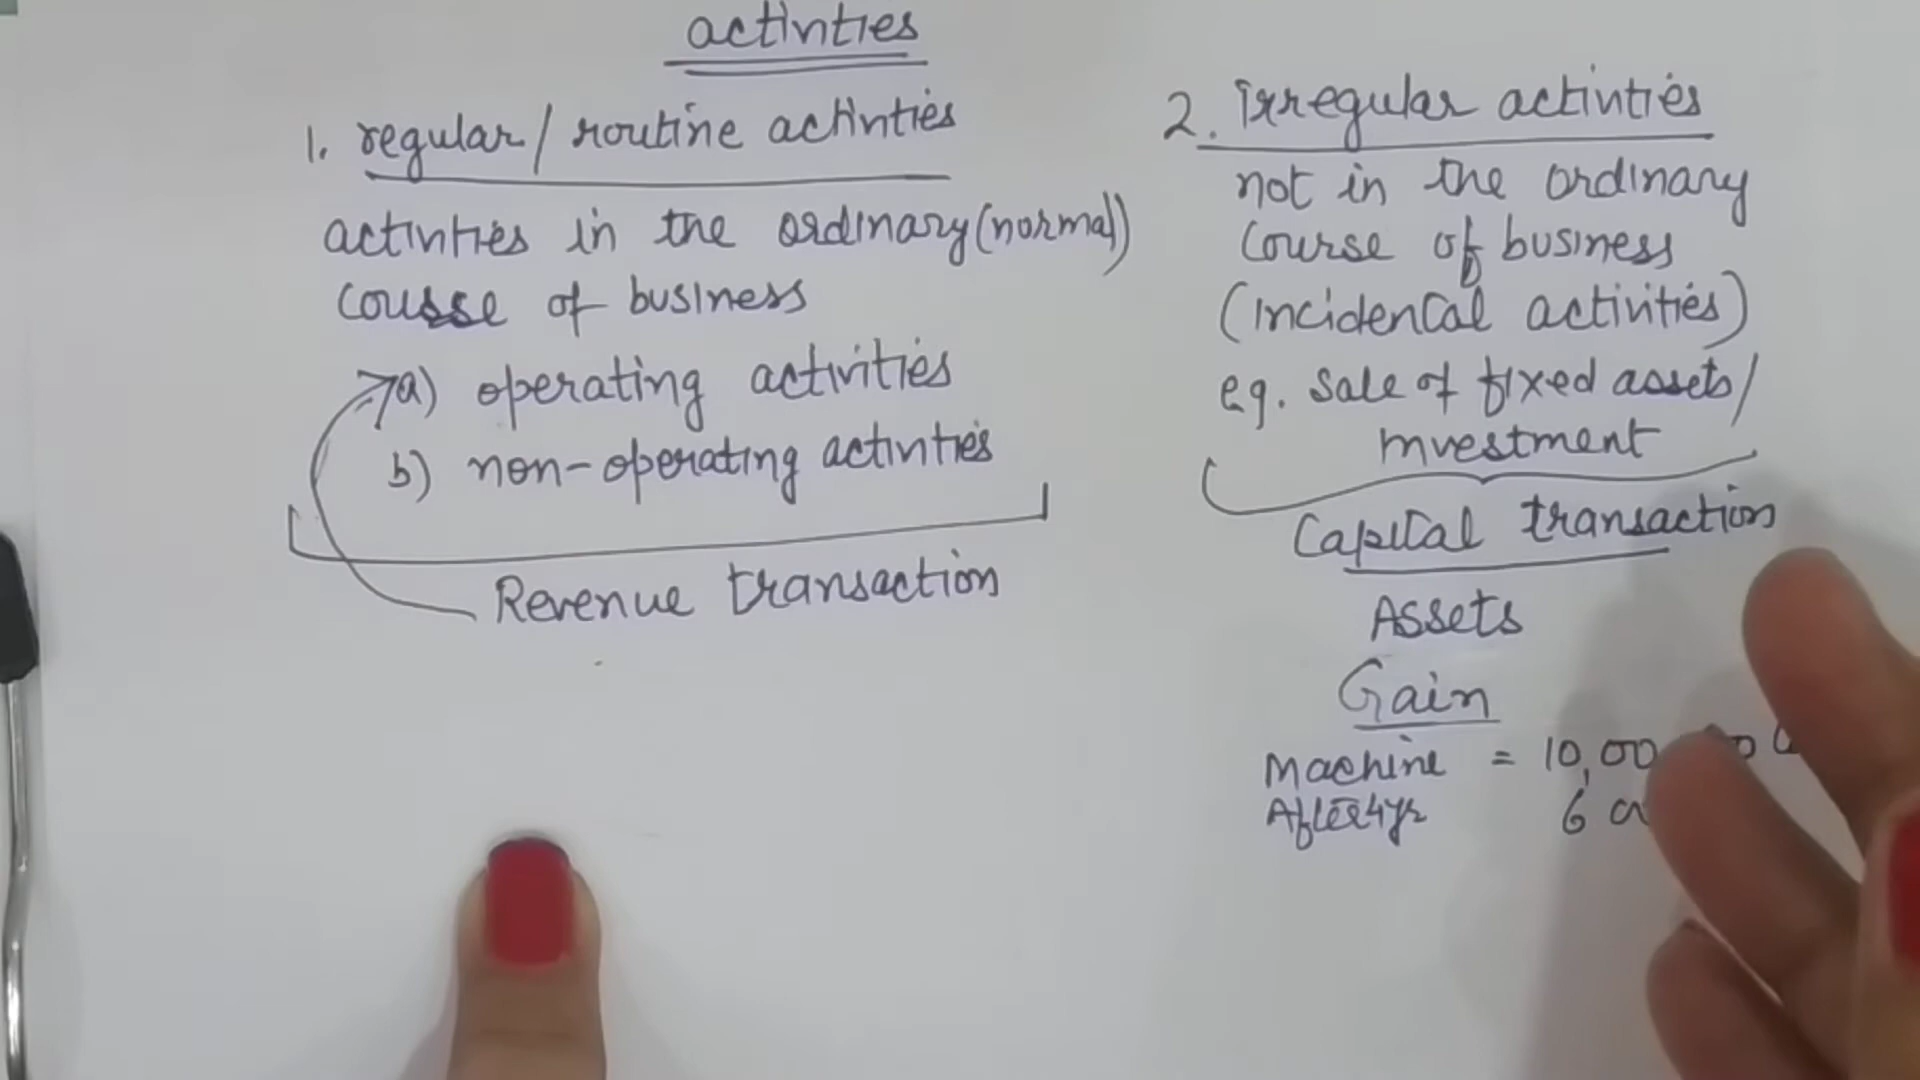 activities
1. regular/ routine activities
activities in the ordinary (normal)
course of business
a) operating activities
b) non-operating activities
Revenue transaction
2. Irregular activities
not in the ordinary
course of business
(incidental activities)
eg. sale of fixed assets/
investment
Capital transaction
Assets
Gain
Machine = 10,00
After 4yr 6